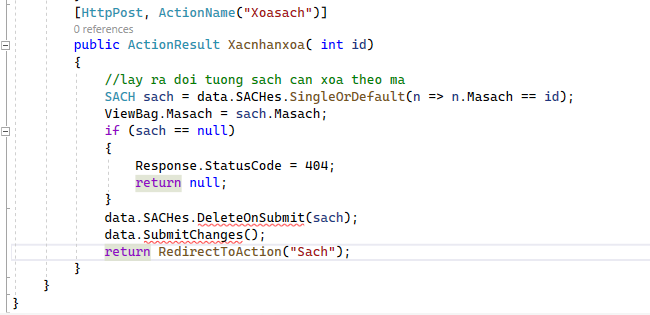 [HttpPost, ActionName("Xoasach")]
0 references
public ActionResult Xacnhanxoa( int id)
{
//lay ra doi tuong sach can xoa theo ma
SACH sach = data.SACHes.SingleOrDefault(n => n.Masach == id);
ViewBag.Masach = sach.Masach;
if (sach == null)
{
Response.StatusCode = 404;
return null;
}
data.SACHes.DeleteOnSubmit(sach);
data.SubmitChanges();
return RedirectToAction("Sach");
}
}
}